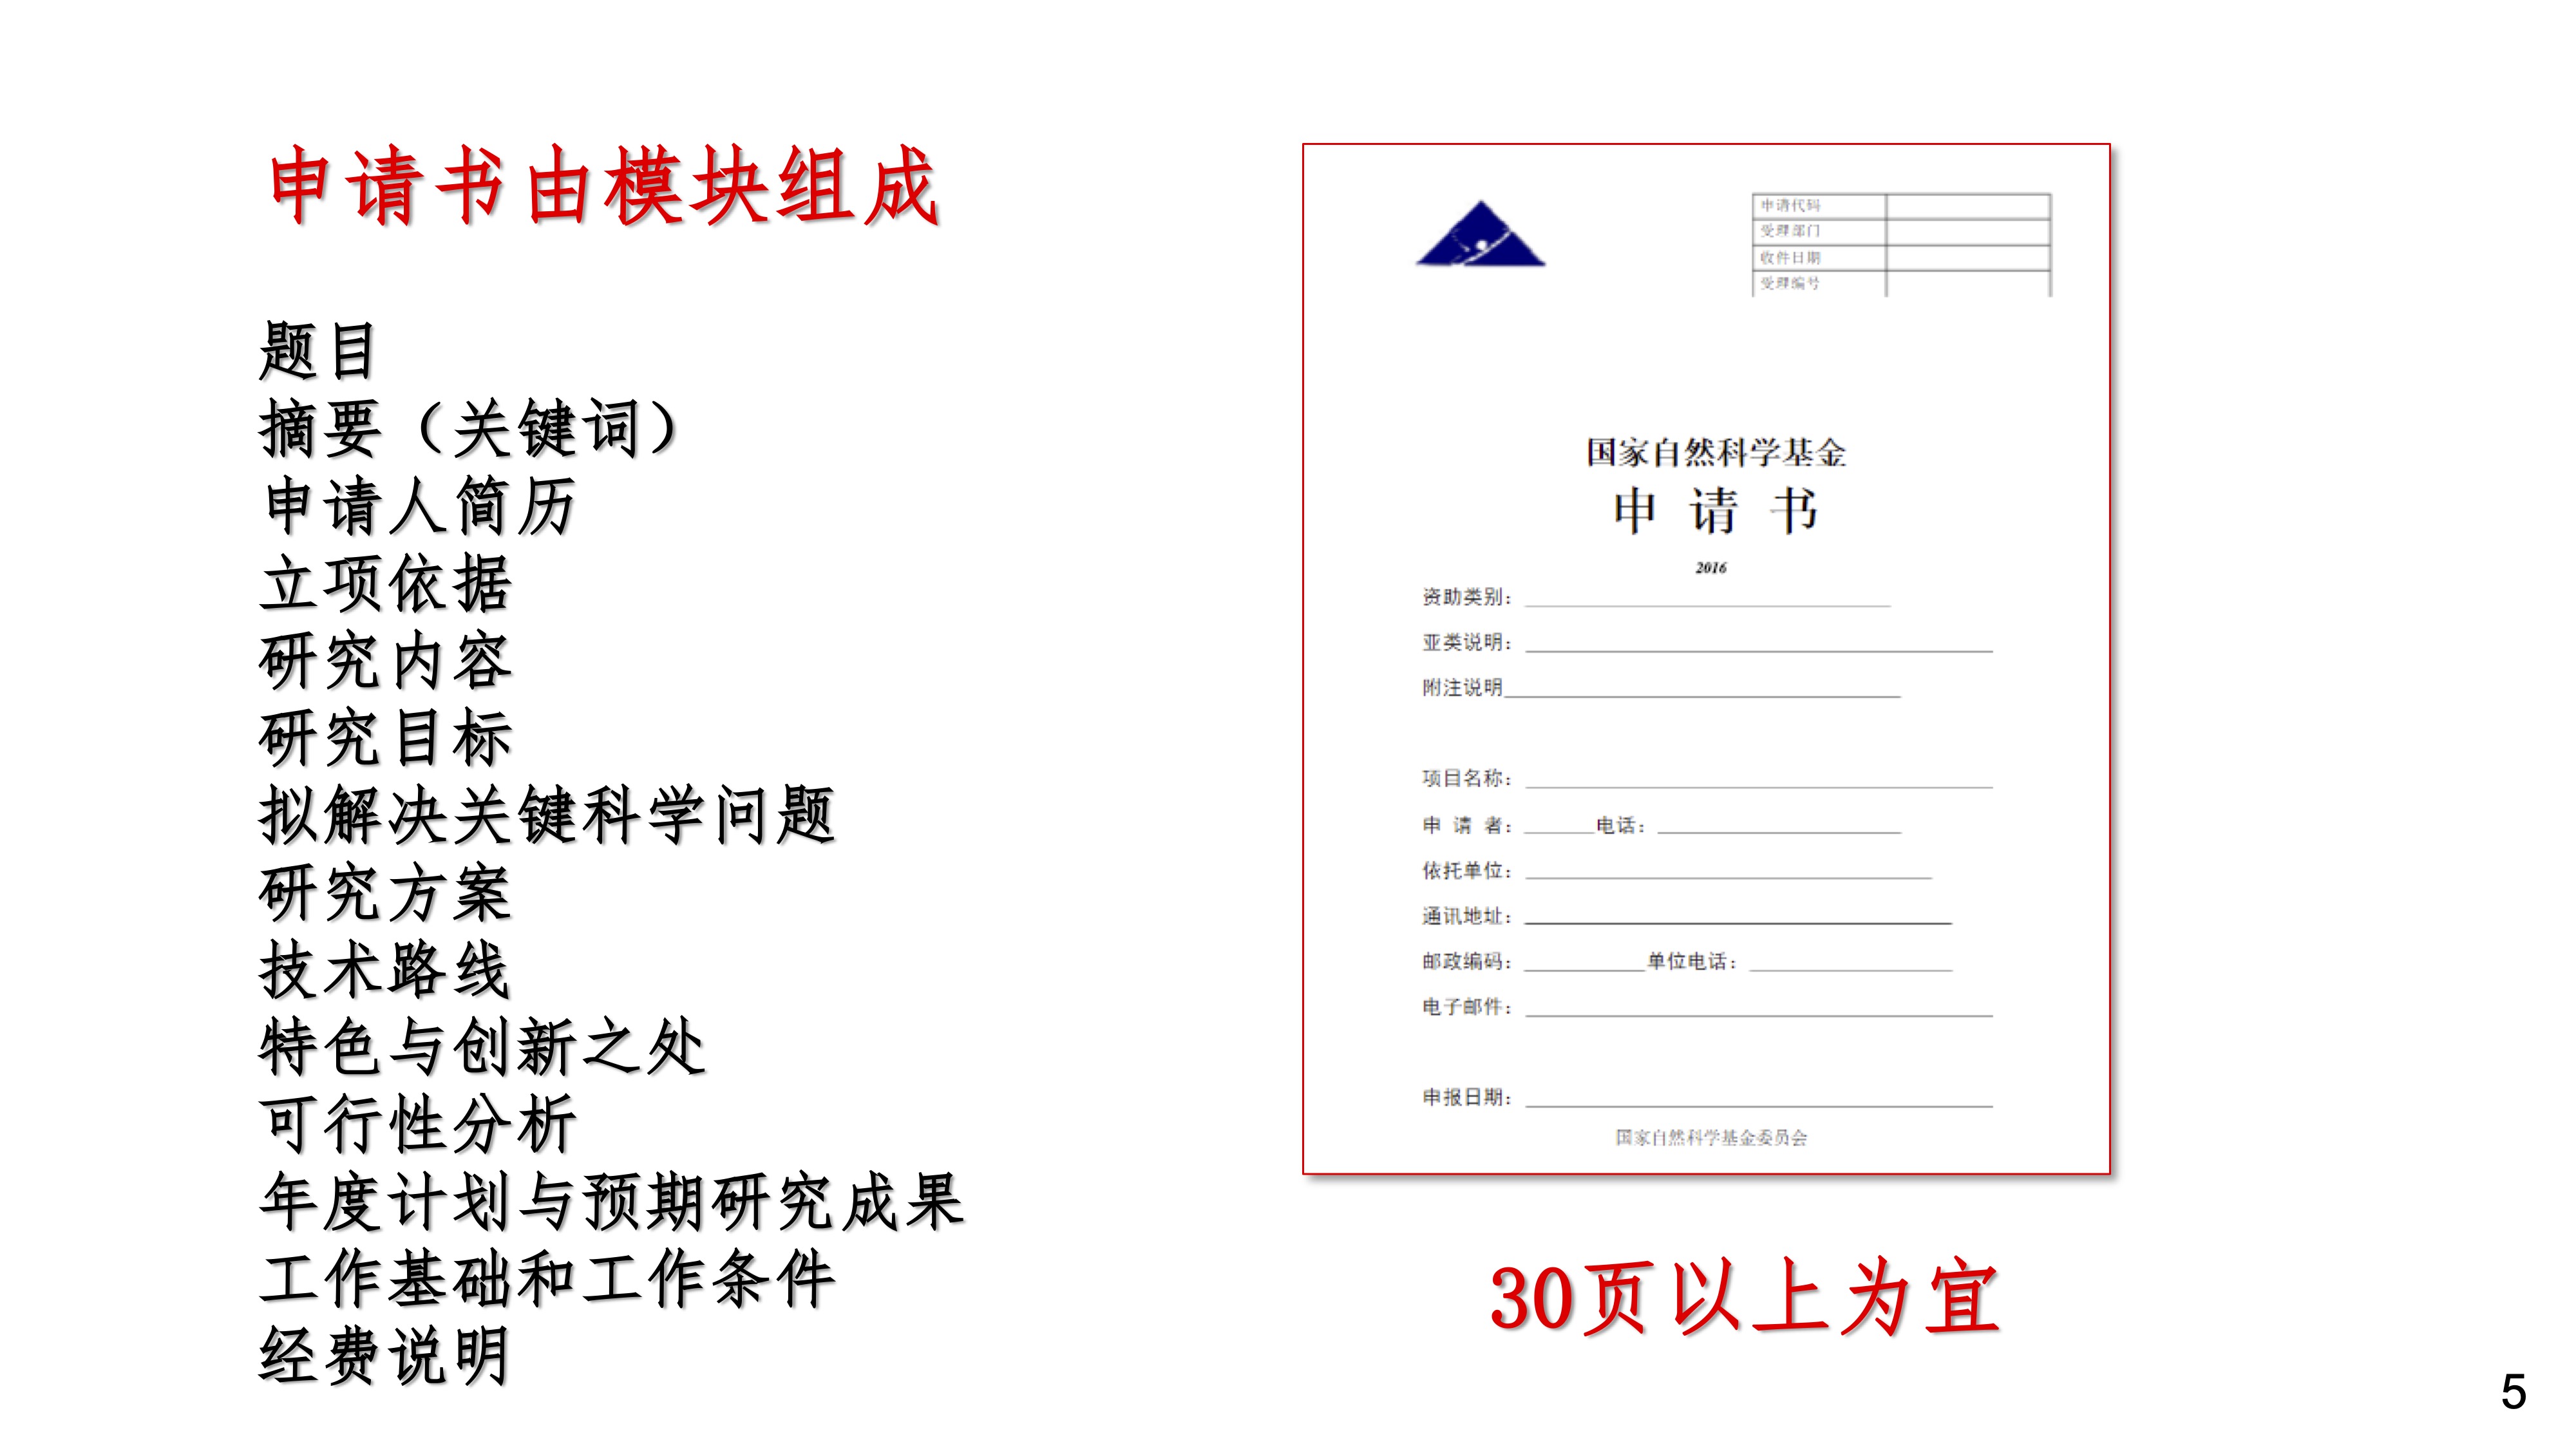 申请书由模块组成
题目
摘要（关键词）
申请人简历
立项依据
研究内容
研究目标
拟解决关键科学问题
研究方案
技术路线
特色与创新之处
可行性分析
年度计划与预期研究成果
工作基础和工作条件
经费说明
申请代码
受理部门
收件日期
受理编号
国家自然科学基金
申 请 书
2016
资助类别：
亚类说明：
附注说明
项目名称：
申 请 者： 电话：
依托单位：
通讯地址：
邮政编码： 单位电话：
电子邮件：
申报日期：
国家自然科学基金委员会
30页以上为宜
5